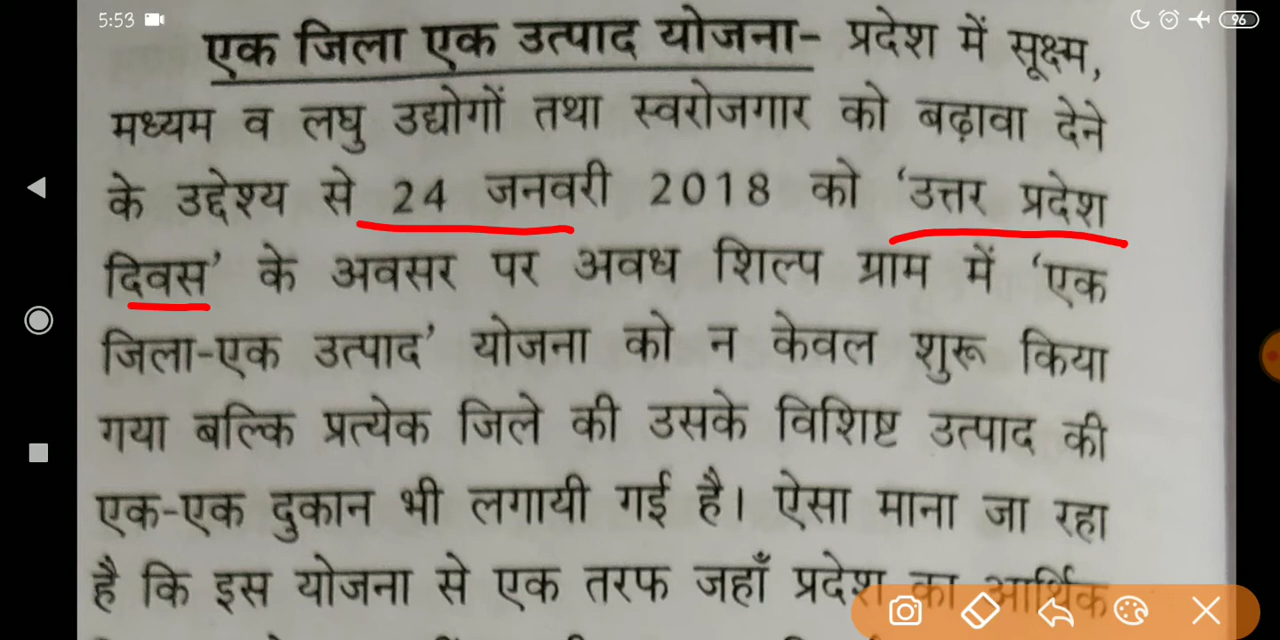 5:53
96
एक जिला एक उत्पाद योजना- प्रदेश में सूक्ष्म,
मध्यम व लघु उद्योगों तथा स्वरोजगार को बढ़ावा देने
के उद्देश्य से 24 जनवरी 2018 को ‘उत्तर प्रदेश
दिवस’ के अवसर पर अवध शिल्प ग्राम में ‘एक
जिला-एक उत्पाद’ योजना को न केवल शुरू किया
गया बल्कि प्रत्येक जिले की उसके विशिष्ट उत्पाद की
एक-एक दुकान भी लगायी गई है। ऐसा माना जा रहा
है कि इस योजना से एक तरफ जहाँ प्रदेश का आर्थिक